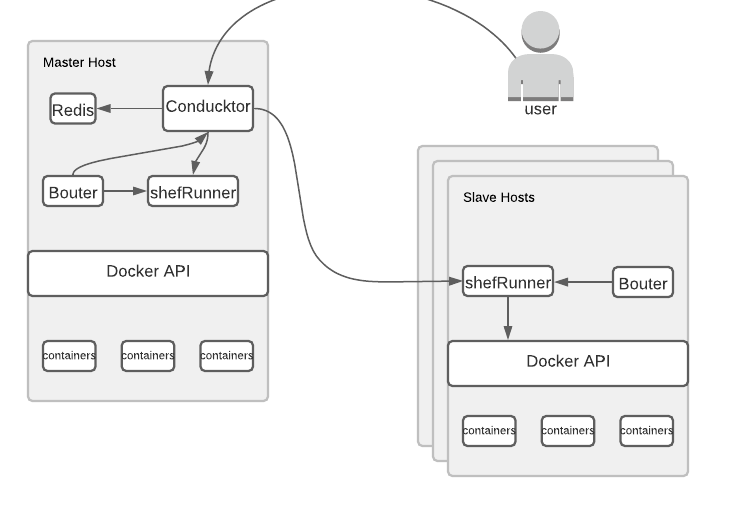 Master Host
Redis
Conducktor
Bouter
shefRunner
Docker API
containers
containers
containers
user
Slave Hosts
shefRunner
Bouter
Docker API
containers
containers
containers